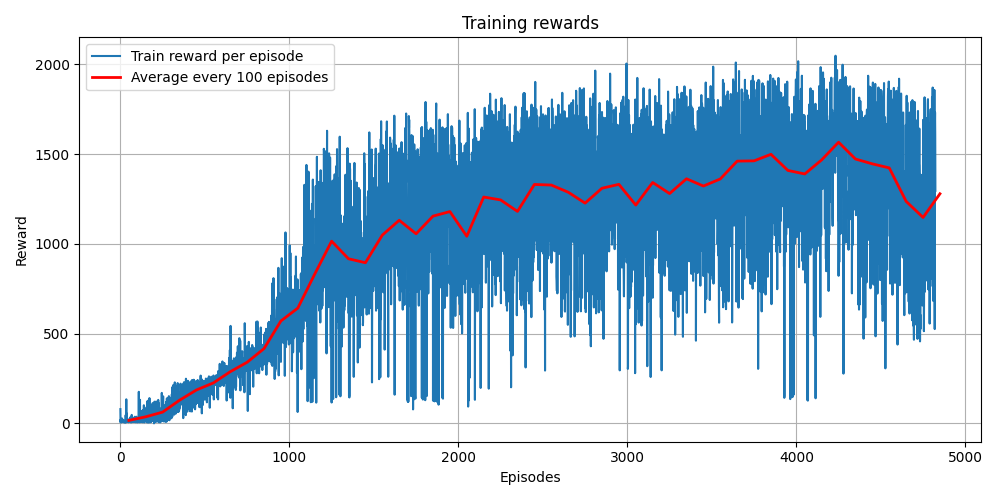 Training rewards
Train reward per episode
Average every 100 episodes
2000
1500
1000
500
0
Reward
0 1000 2000 3000 4000 5000
Episodes